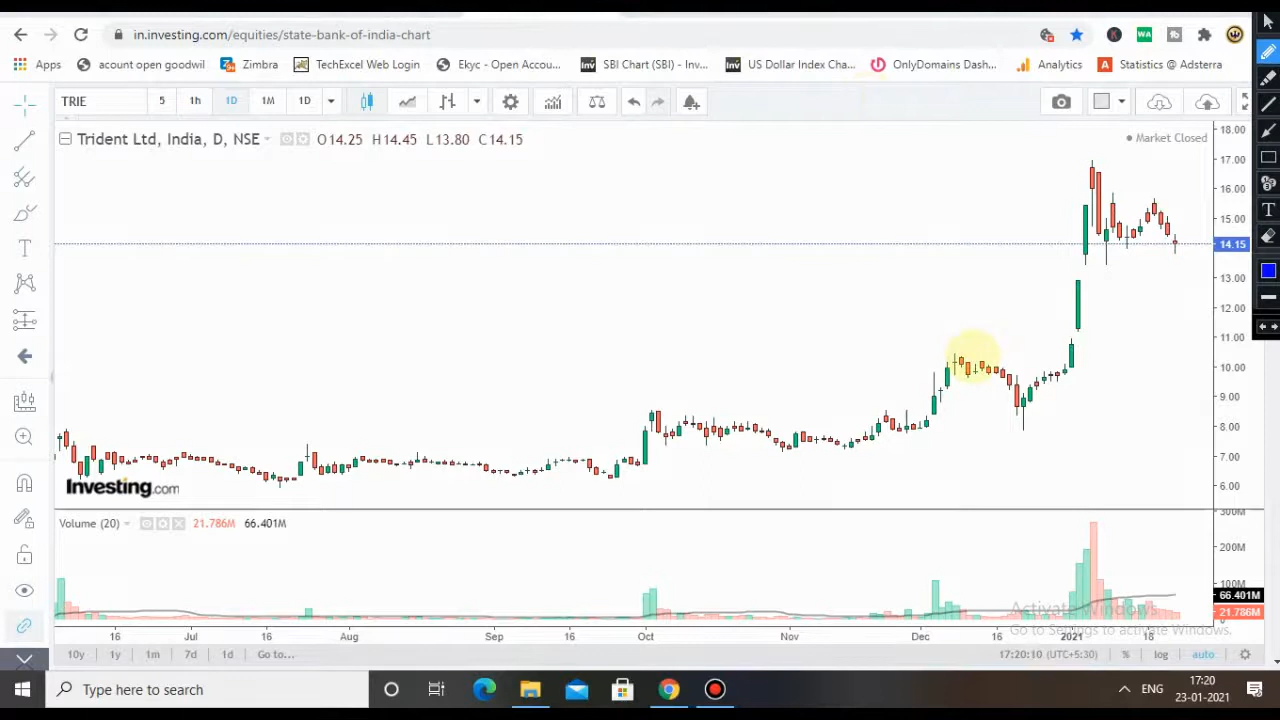 in.investing.com/equities/state-bank-of-india-chart
Apps acount open goodwil Zimbra TechExcel Web Login Ekyc - Open Accou... SBI Chart (SBI) - Inv... US Dollar Index Cha... OnlyDomains Dash... Analytics Statistics @ Adsterra
TRIE 5 1h 1D 1M 1D
Trident Ltd, India, D, NSE O14.25 H14.45 L13.80 C14.15
Market Closed
18.00
17.00
16.00
15.00
14.15
13.00
12.00
11.00
10.00
9.00
8.00
7.00
6.00
Investing.com
Volume (20) 21.786M 66.401M
300M
200M
100M
66.401M
21.786M
0
Activate Windows
Go to Settings to activate Windows.
16 Jul 16 Aug Sep 16 Oct Nov Dec 16 2021 18
10y 1y 1m 7d 1d Go to... 17:20:10 (UTC+5:30) % log auto
Type here to search
ENG
17:20
23-01-2021